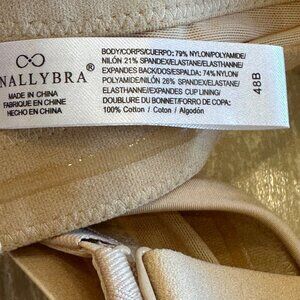 NALLYBRA®
MADE IN CHINA
FABRIQUE EN CHINE
HECHO EN CHINA
BODY/CORPS/CUERPO: 79% NYLON/POLYAMIDE/
NILÓN 21% SPANDEX/ELASTANE/ELASTHANNE/
EXPANDES BACK/DOS/ESPALDA: 74% NYLON/
POLYAMIDE/NILÓN 26% SPANDEX/ELASTANE/
ELASTHANNE/EXPANDES CUP LINING/
DOUBLURE DU BONNET/FORRO DE COPA:
100% Cotton / Coton / Algodón
48B